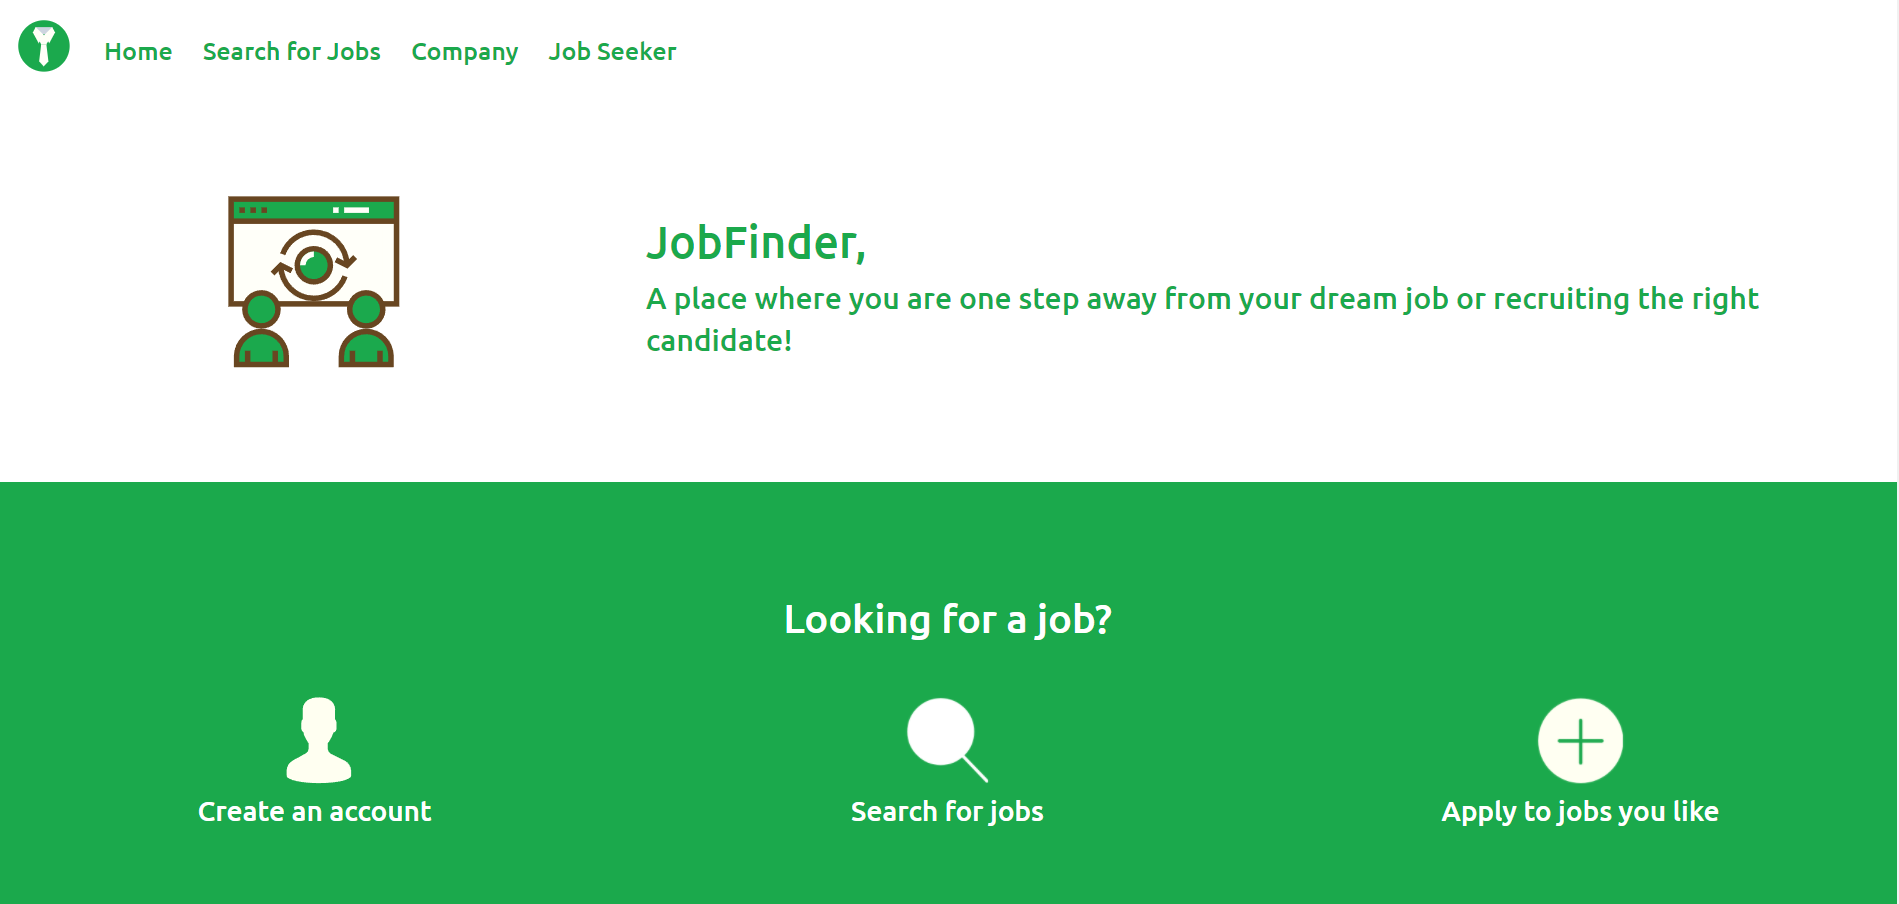 Home Search for Jobs Company Job Seeker
JobFinder,
A place where you are one step away from your dream job or recruiting the right
candidate!
Looking for a job?
Create an account Search for jobs Apply to jobs you like